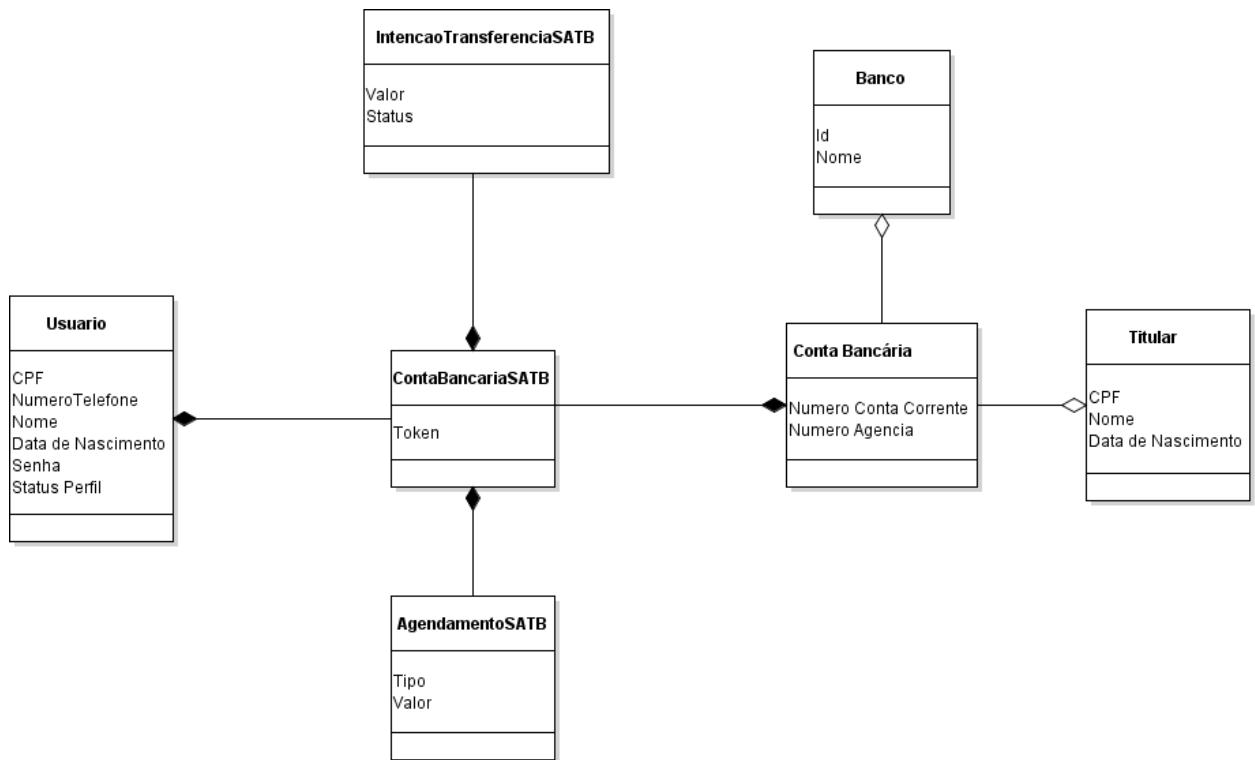 IntencaoTransferenciaSATB
Valor
Status
Banco
Id
Nome
Usuario
CPF
NumeroTelefone
Nome
Data de Nascimento
Senha
Status Perfil
ContaBancariaSATB
Token
Conta Bancária
Numero Conta Corrente
Numero Agencia
Titular
CPF
Nome
Data de Nascimento
AgendamentoSATB
Tipo
Valor